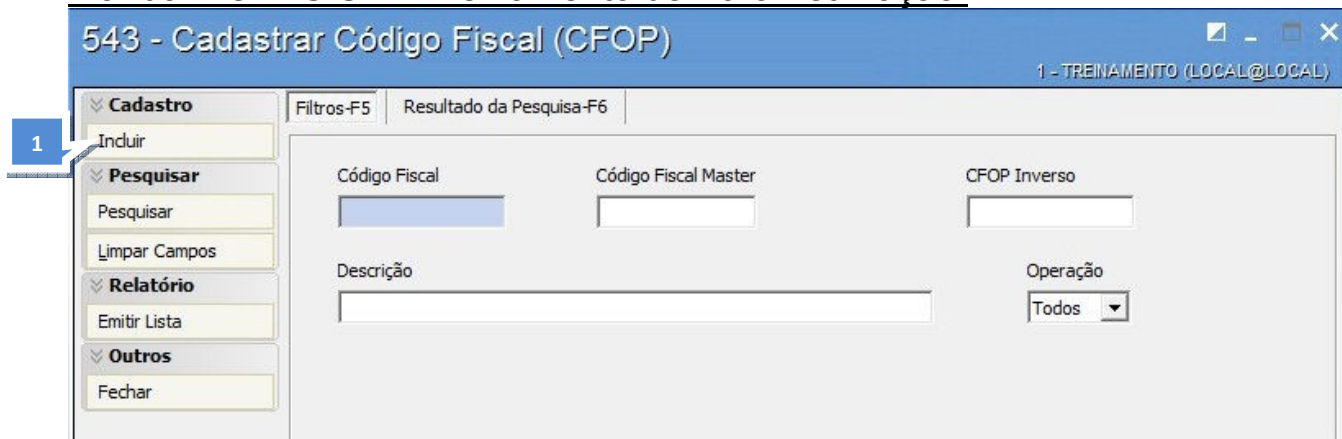 543 - Cadastrar Código Fiscal (CFOP)
1 - TREINAMENTO (LOCAL@LOCAL)
Cadastro
Incluir
Pesquisar
Pesquisar
Limpar Campos
Relatório
Emitir Lista
Outros
Fechar
1
Filtros-F5 Resultado da Pesquisa-F6
Código Fiscal Código Fiscal Master CFOP Inverso
Descrição Operação
Todos